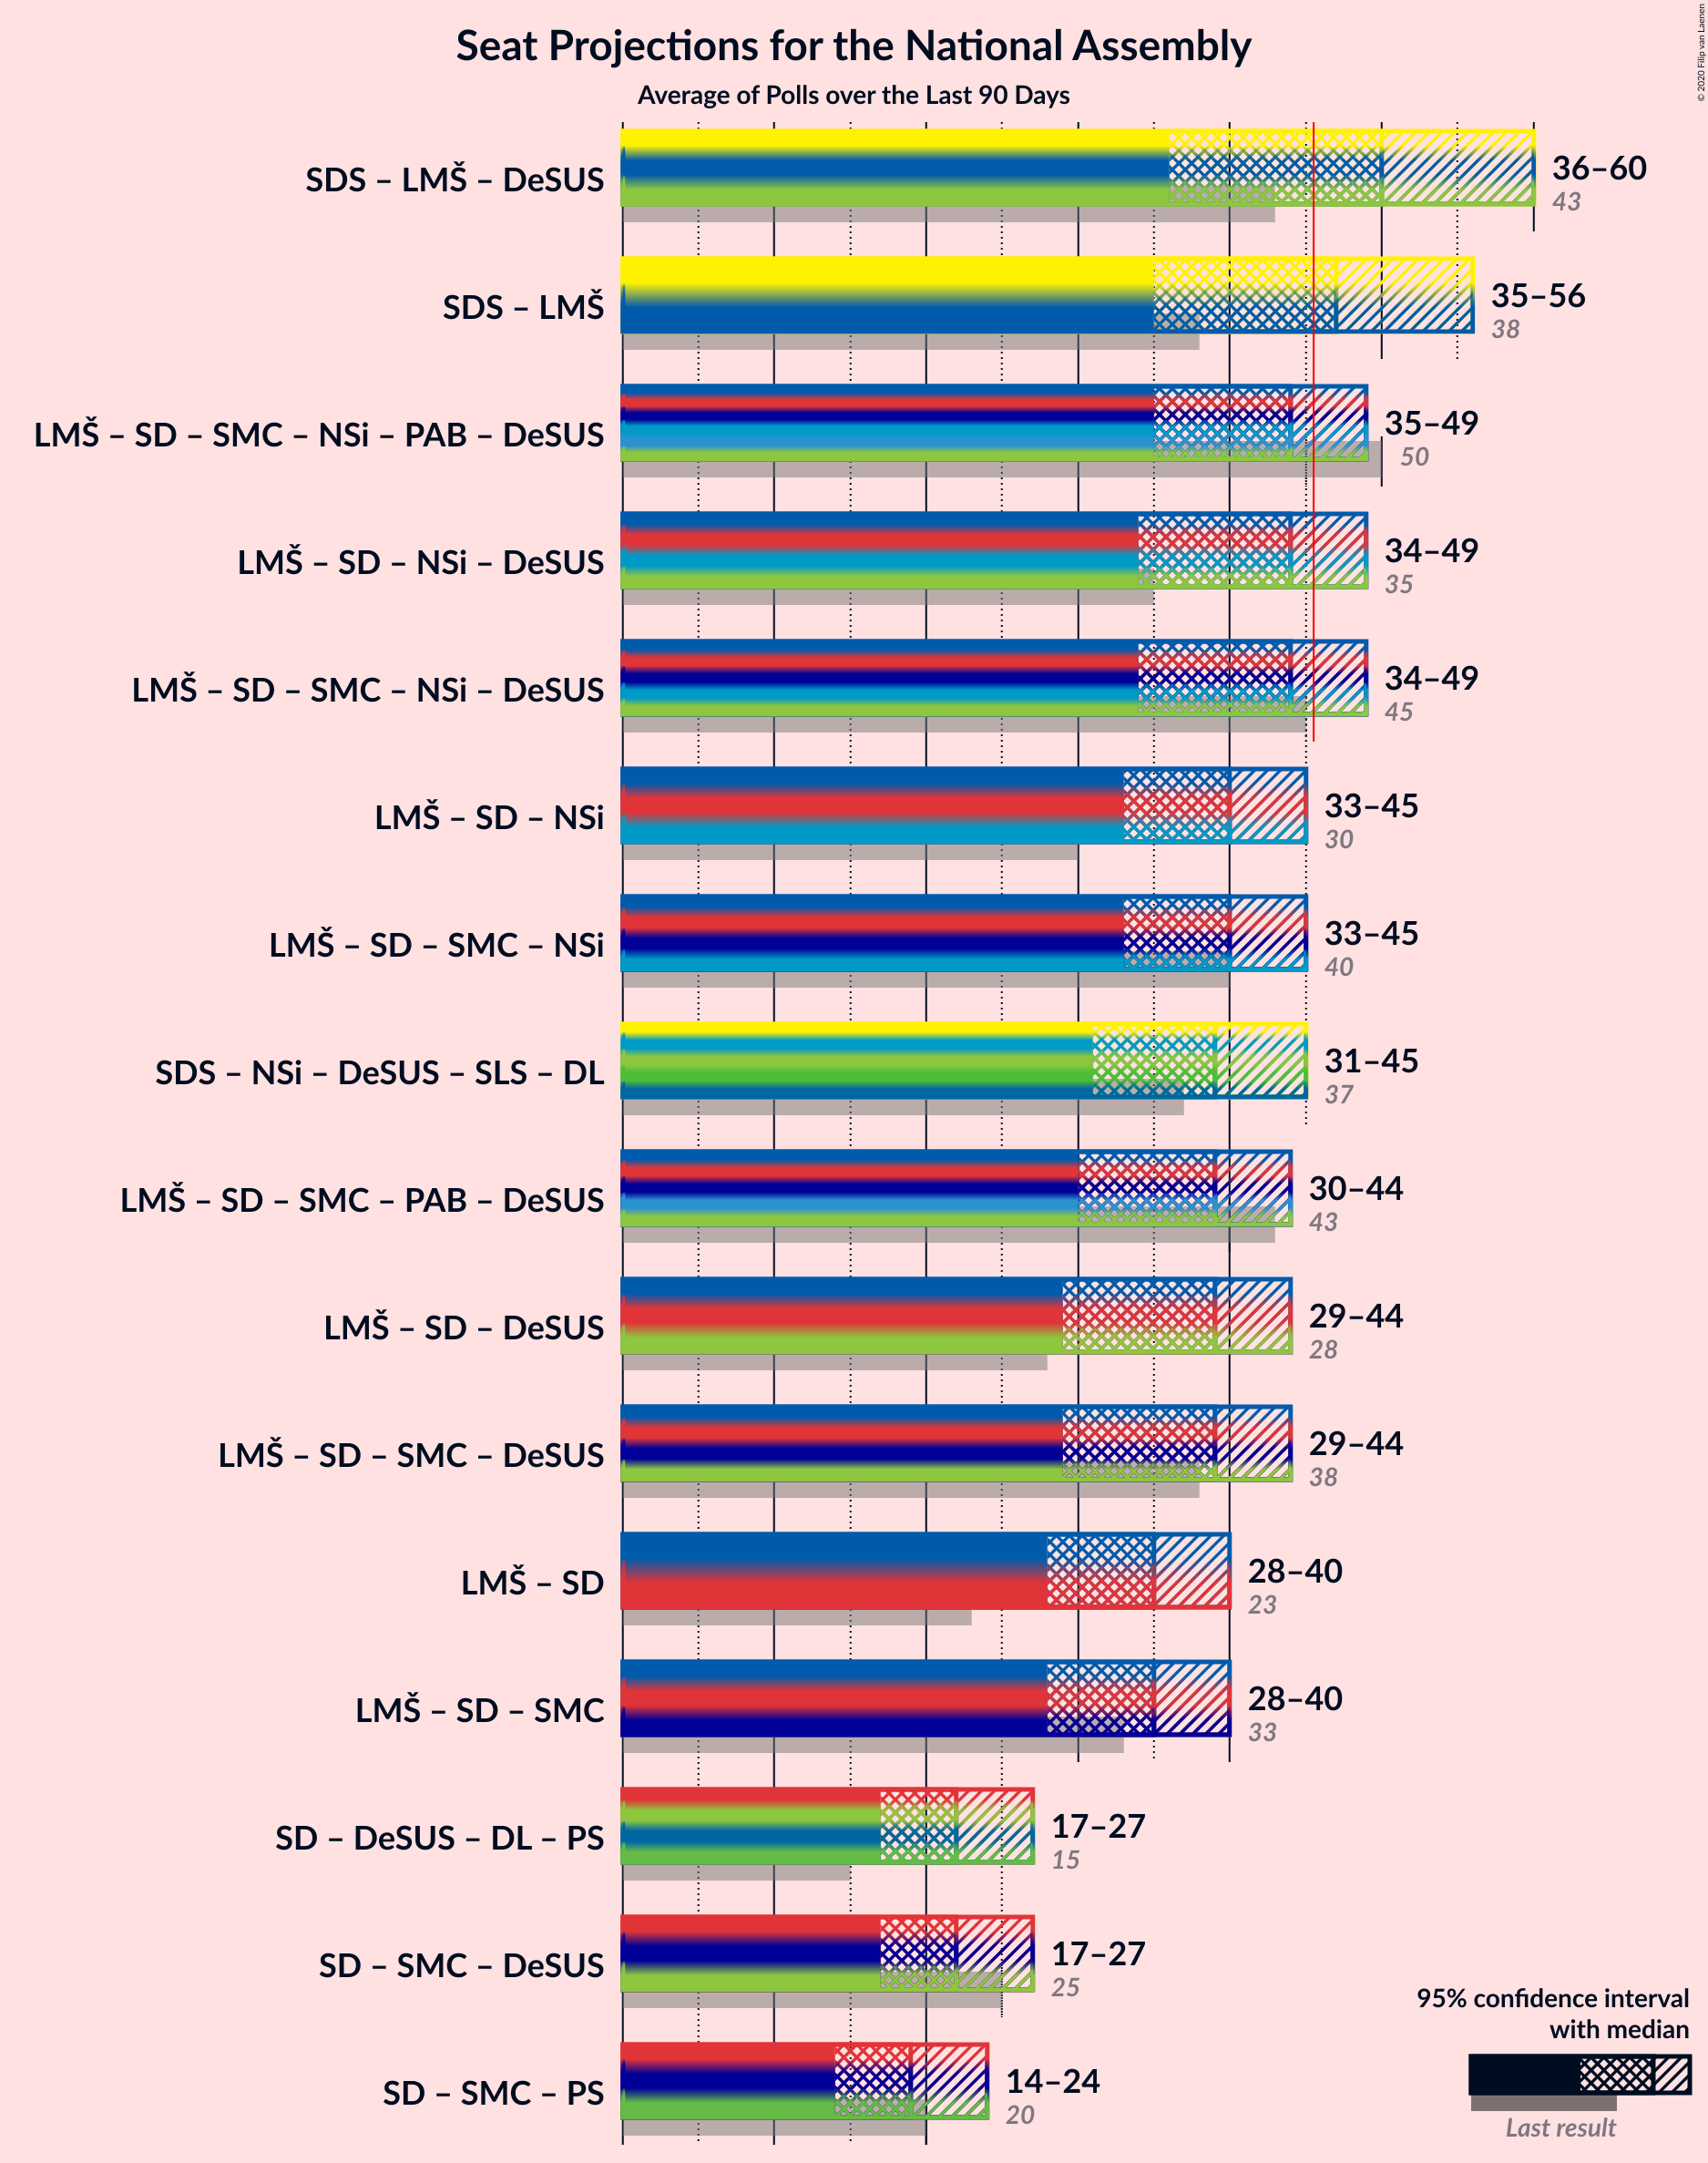 Seat Projections for the National Assembly
Average of Polls over the Last 90 Days
© 2020 Filip van Laenen
SDS – LMŠ – DeSUS
36–60
43
SDS – LMŠ
35–56
38
LMŠ – SD – SMC – NSi – PAB – DeSUS
35–49
50
LMŠ – SD – NSi – DeSUS
34–49
35
LMŠ – SD – SMC – NSi – DeSUS
34–49
45
LMŠ – SD – NSi
33–45
30
LMŠ – SD – SMC – NSi
33–45
40
SDS – NSi – DeSUS – SLS – DL
31–45
37
LMŠ – SD – SMC – PAB – DeSUS
30–44
43
LMŠ – SD – DeSUS
29–44
28
LMŠ – SD – SMC – DeSUS
29–44
38
LMŠ – SD
28–40
23
LMŠ – SD – SMC
28–40
33
SD – DeSUS – DL – PS
17–27
15
SD – SMC – DeSUS
17–27
25
SD – SMC – PS
14–24
20
95% confidence interval
with median
Last result